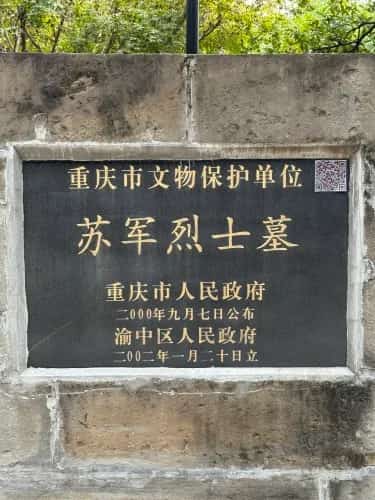 重庆市文物保护单位
苏军烈士墓
重庆市人民政府
二000年九月七日公布
渝中区人民政府
二00二年一月二十日立